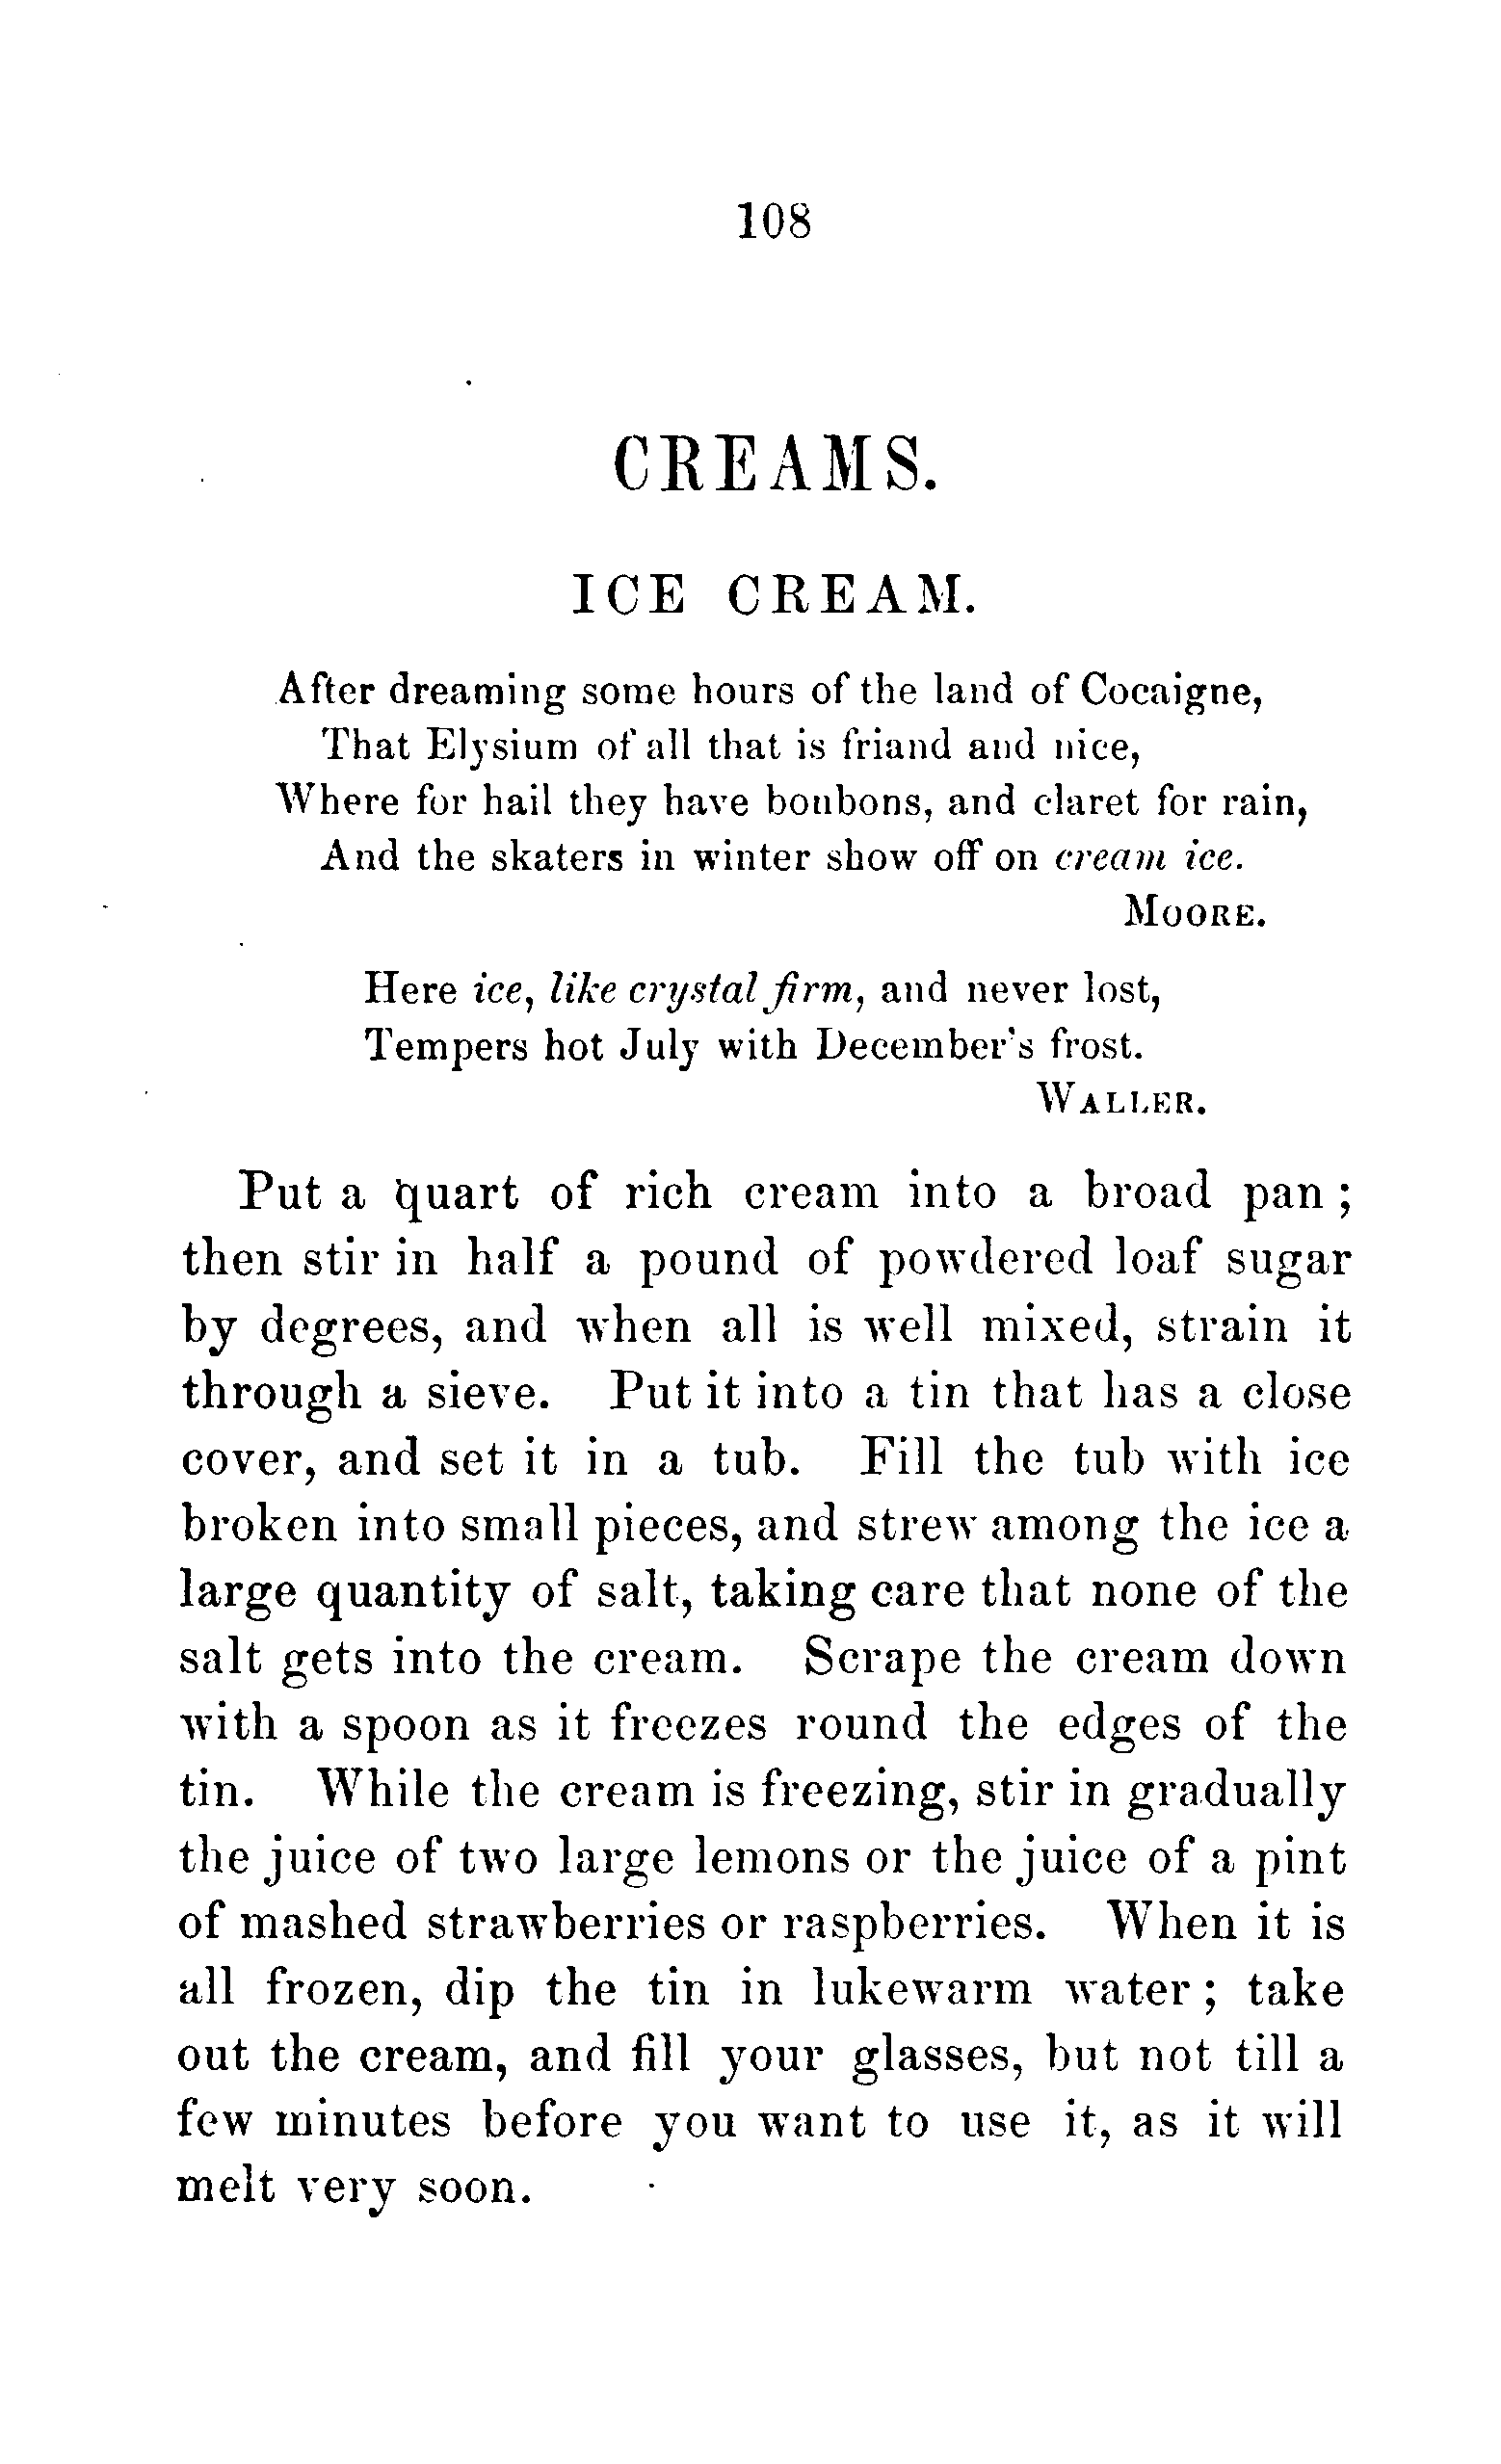 108
CREAMS.
ICE CREAM.
After dreaming some hours of the land of Cocaigne,
That Elysium of all that is friand and nice,
Where for hail they have bonbons, and claret for rain,
And the skaters in winter show off on cream ice.
MOORE.
Here ice, like crystal firm, and never lost,
Tempers hot July with December's frost.
WALLER.
Put a quart of rich cream into a broad pan ;
then stir in half a pound of powdered loaf sugar
by degrees, and when all is well mixed, strain it
through a sieve. Put it into a tin that has a close
cover, and set it in a tub. Fill the tub with ice
broken into small pieces, and strew among the ice a
large quantity of salt, taking care that none of the
salt gets into the cream. Scrape the cream down
with a spoon as it freezes round the edges of the
tin. While the cream is freezing, stir in gradually
the juice of two large lemons or the juice of a pint
of mashed strawberries or raspberries. When it is
all frozen, dip the tin in lukewarm water ; take
out the cream, and fill your glasses, but not till a
few minutes before you want to use it, as it will
melt very soon.